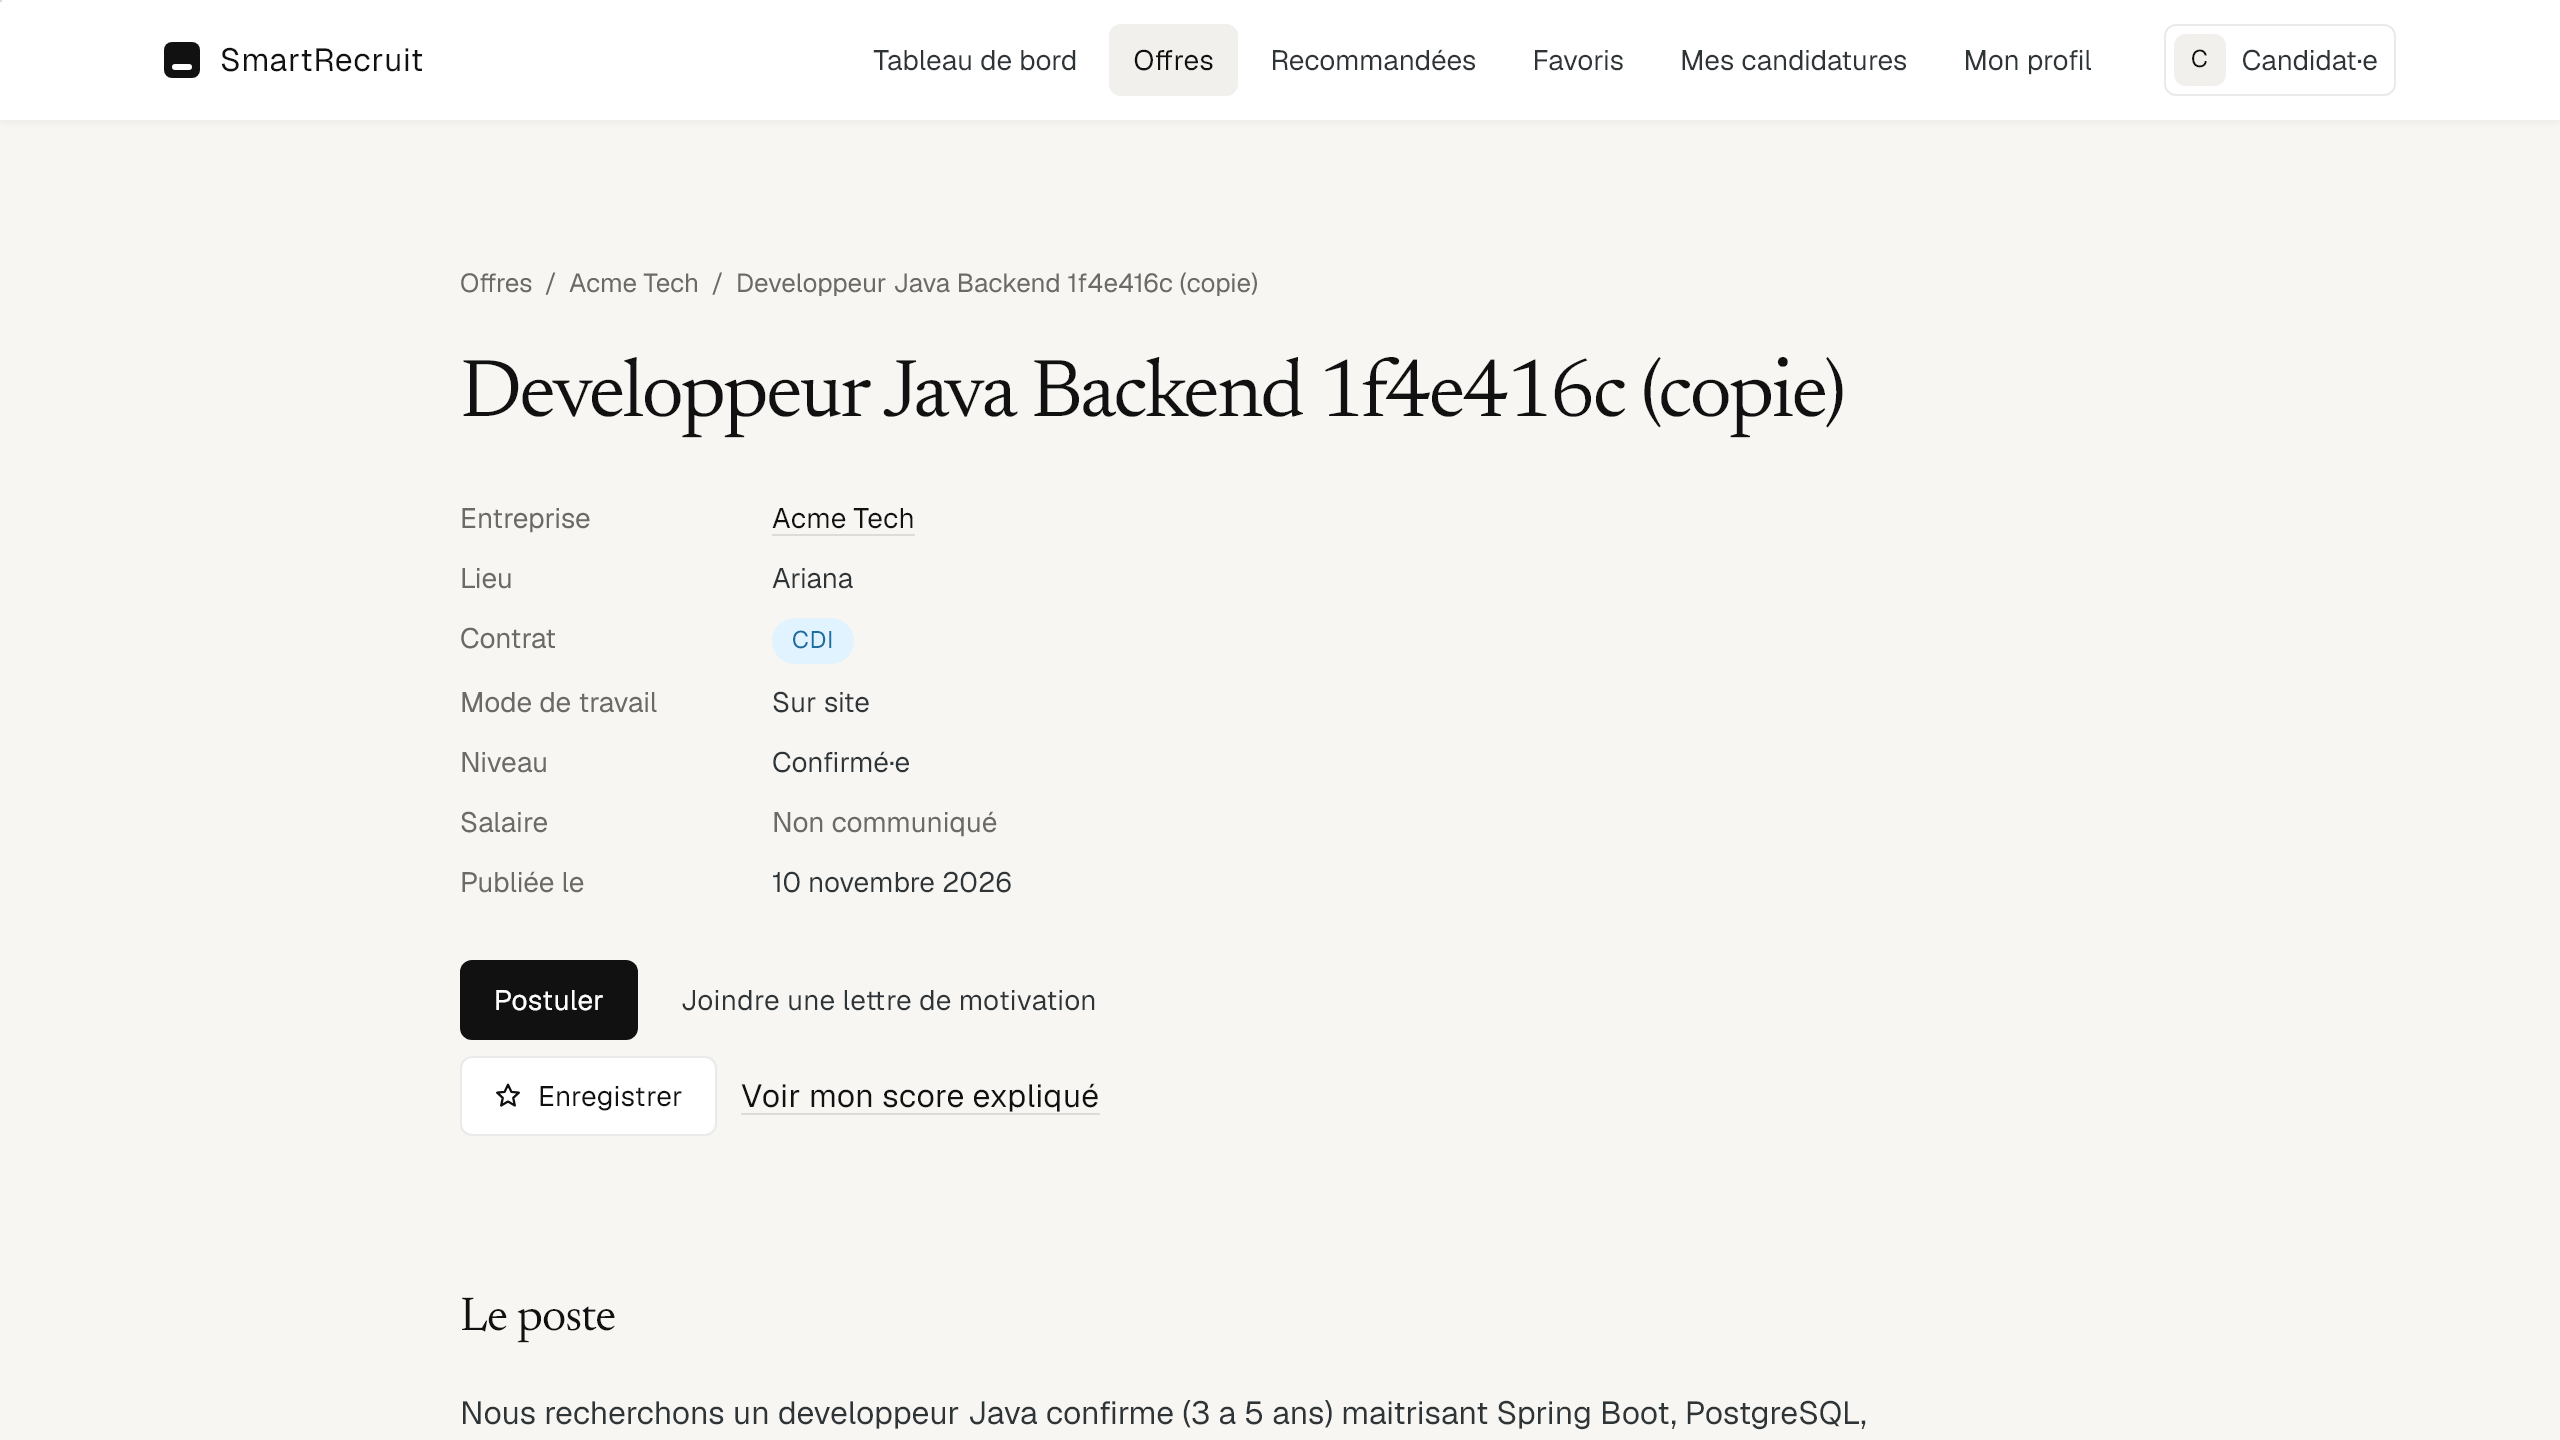 SmartRecruit
Tableau de bord
Offres
Recommandées
Favoris
Mes candidatures
Mon profil
C
Candidat·e
Offres / Acme Tech / Developpeur Java Backend 1f4e416c (copie)
Developpeur Java Backend 1f4e416c (copie)
Entreprise Acme Tech
Lieu Ariana
Contrat CDI
Mode de travail Sur site
Niveau Confirmé·e
Salaire Non communiqué
Publiée le 10 novembre 2026
Postuler Joindre une lettre de motivation
Enregistrer Voir mon score expliqué
Le poste
Nous recherchons un developpeur Java confirme (3 a 5 ans) maitrisant Spring Boot, PostgreSQL,